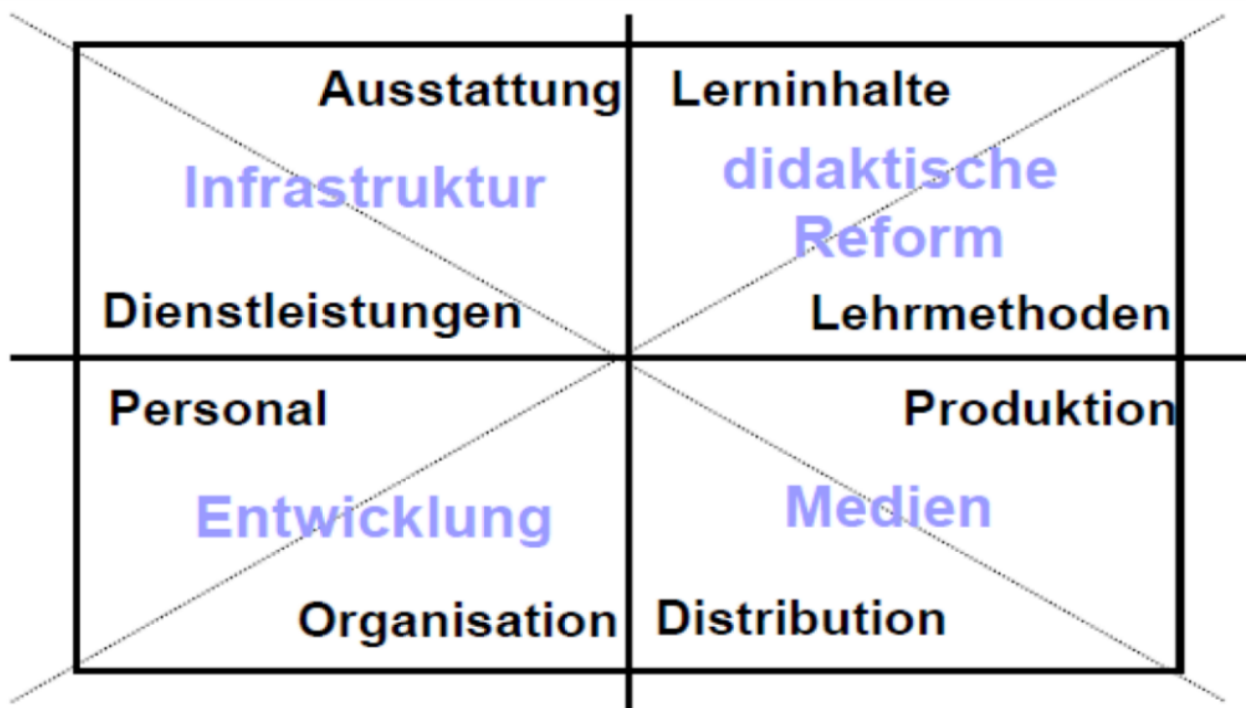 Ausstattung
Infrastruktur
Dienstleistungen
Lerninhalte
didaktische
Reform
Lehrmethoden
Personal
Entwicklung
Organisation
Produktion
Medien
Distribution